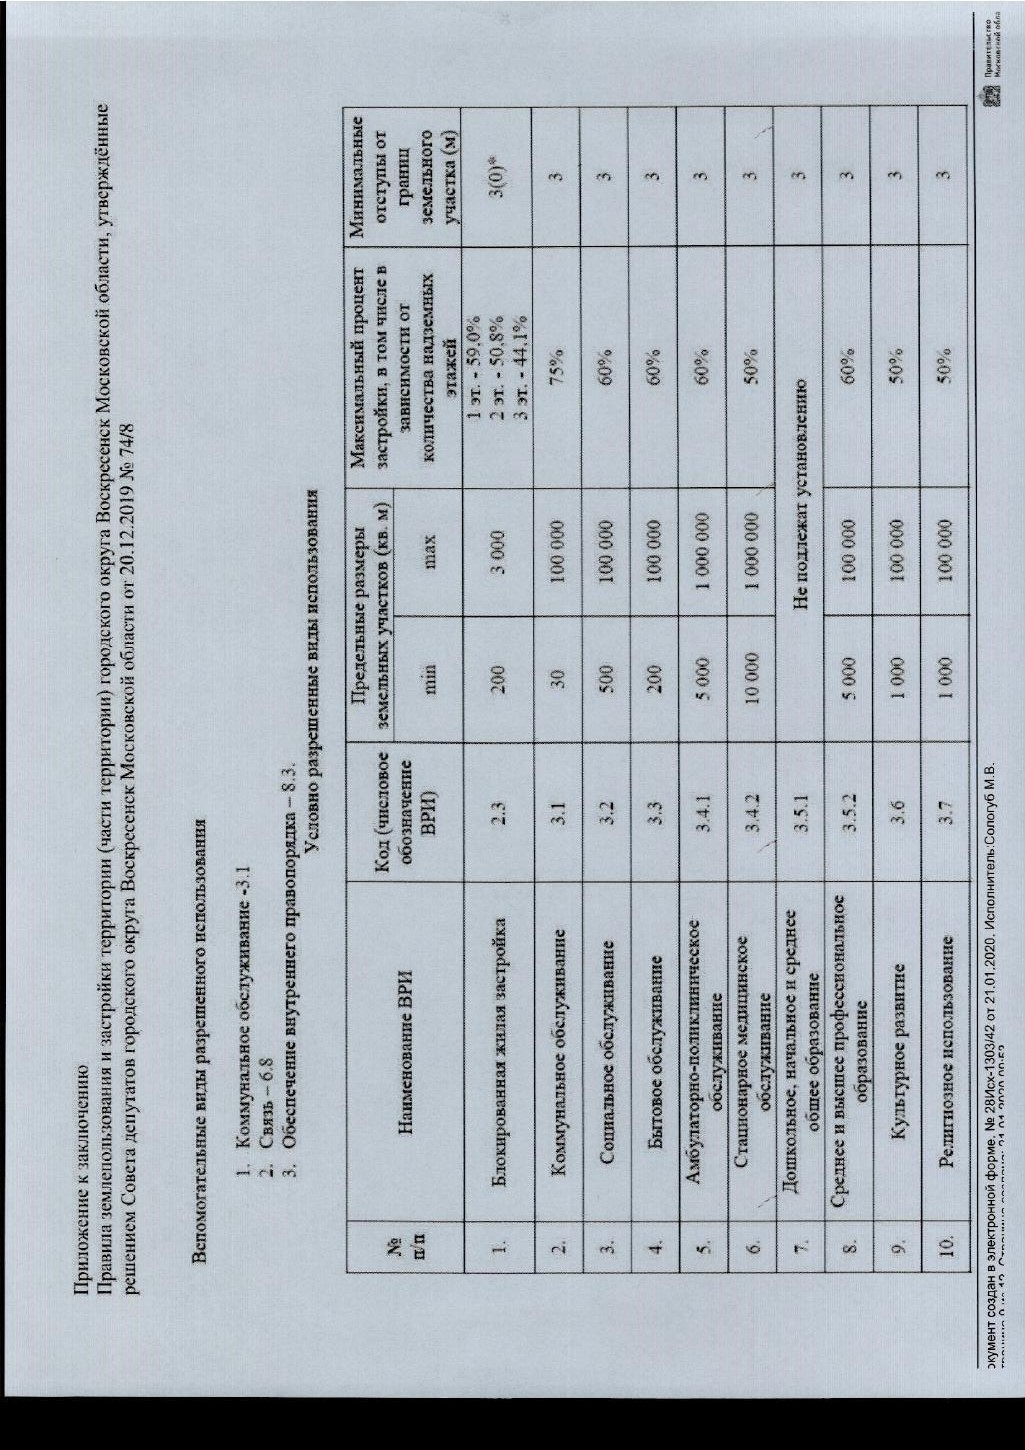 Приложение к заключению
Правила землепользования и застройки территории (части территории) городского округа Воскресенск Московской области, утверждённые
решением Совета депутатов городского округа Воскресенск Московской области от 20.12.2019 № 74/8
Вспомогательные виды разрешенного использования
1. Коммунальное обслуживание -3.1
2. Связь – 6.8
3. Обеспечение внутреннего правопорядка – 8.3.
Условно разрешенные виды использования
№ п/п
Наименование ВРИ
Код (числовое обозначение ВРИ)
Предельные размеры земельных участков (кв. м)
min
max
Максимальный процент застройки, в том числе в зависимости от количества надземных этажей
Минимальные отступы от границ земельного участка (м)
1. Блокированная жилая застройка 2.3 200 3 000 1 эт. - 59,0% 2 эт. - 50,8% 3 эт. - 44,1% 3(0)*
2. Коммунальное обслуживание 3.1 30 100 000 75% 3
3. Социальное обслуживание 3.2 500 100 000 60% 3
4. Бытовое обслуживание 3.3 200 100 000 60% 3
5. Амбулаторно-поликлиническое обслуживание 3.4.1 5 000 1 000 000 60% 3
6. Стационарное медицинское обслуживание 3.4.2 10 000 1 000 000 50% 3
7. Дошкольное, начальное и среднее общее образование 3.5.1 Не подлежат установлению 3
8. Среднее и высшее профессиональное образование 3.5.2 5 000 100 000 60% 3
9. Культурное развитие 3.6 1 000 100 000 50% 3
10. Религиозное использование 3.7 1 000 100 000 50% 3
окумент создан в электронной форме. № 28Исх-1303/42 от 21.01.2020. Исполнитель:Сологуб М.В.
Правительство
Московской обла